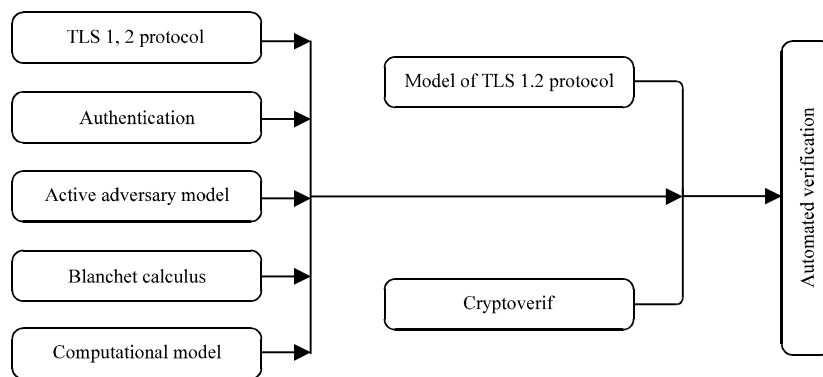 TLS 1, 2 protocol
Authentication
Active adversary model
Blanchet calculus
Computational model
Model of TLS 1.2 protocol
Cryptoverif
Automated verification